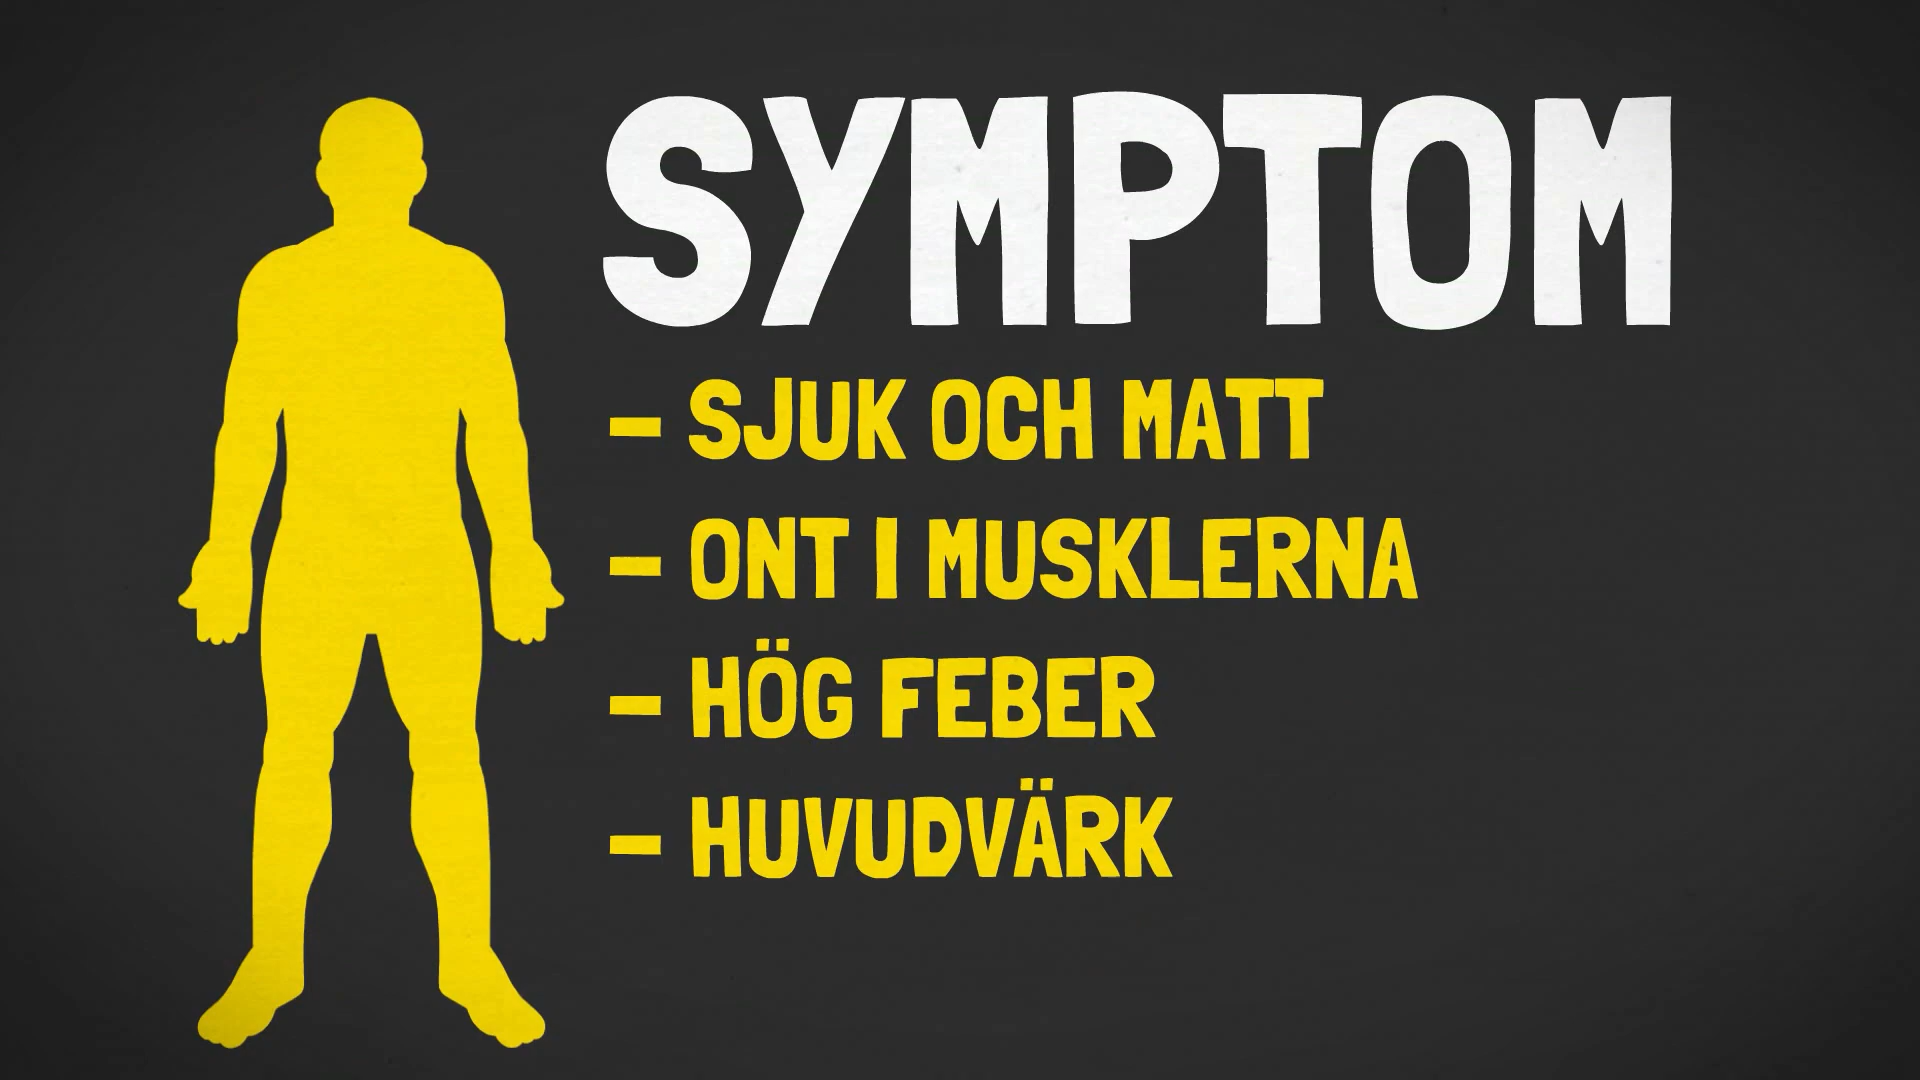 SYMPTOM
- SJUK OCH MATT
- ONT I MUSKLERNA
- HÖG FEBER
- HUVUDVÄRK